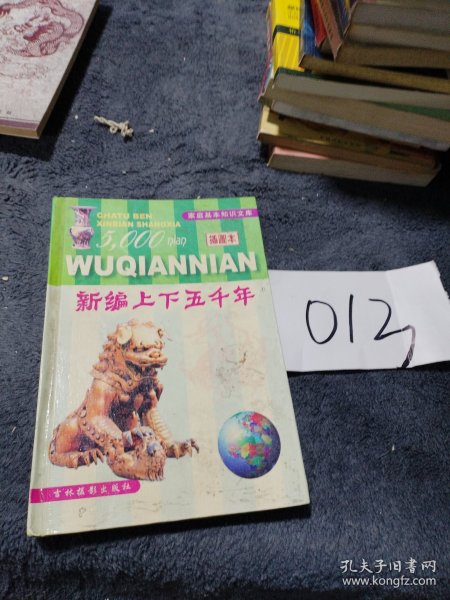 CHATU BEN
XINBIAN SHANGXIA
家庭基本知识文库
5,000 nian
插图本
WUQIANNIAN
新编上下五千年
012
吉林摄影出版社
孔夫子旧书网
www.kongfz.com